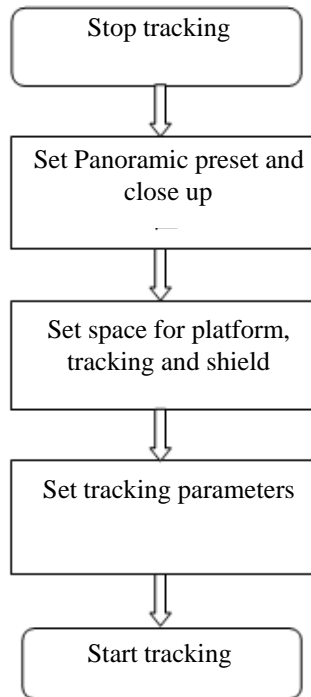 Stop tracking
Set Panoramic preset and
close up
Set space for platform,
tracking and shield
Set tracking parameters
Start tracking